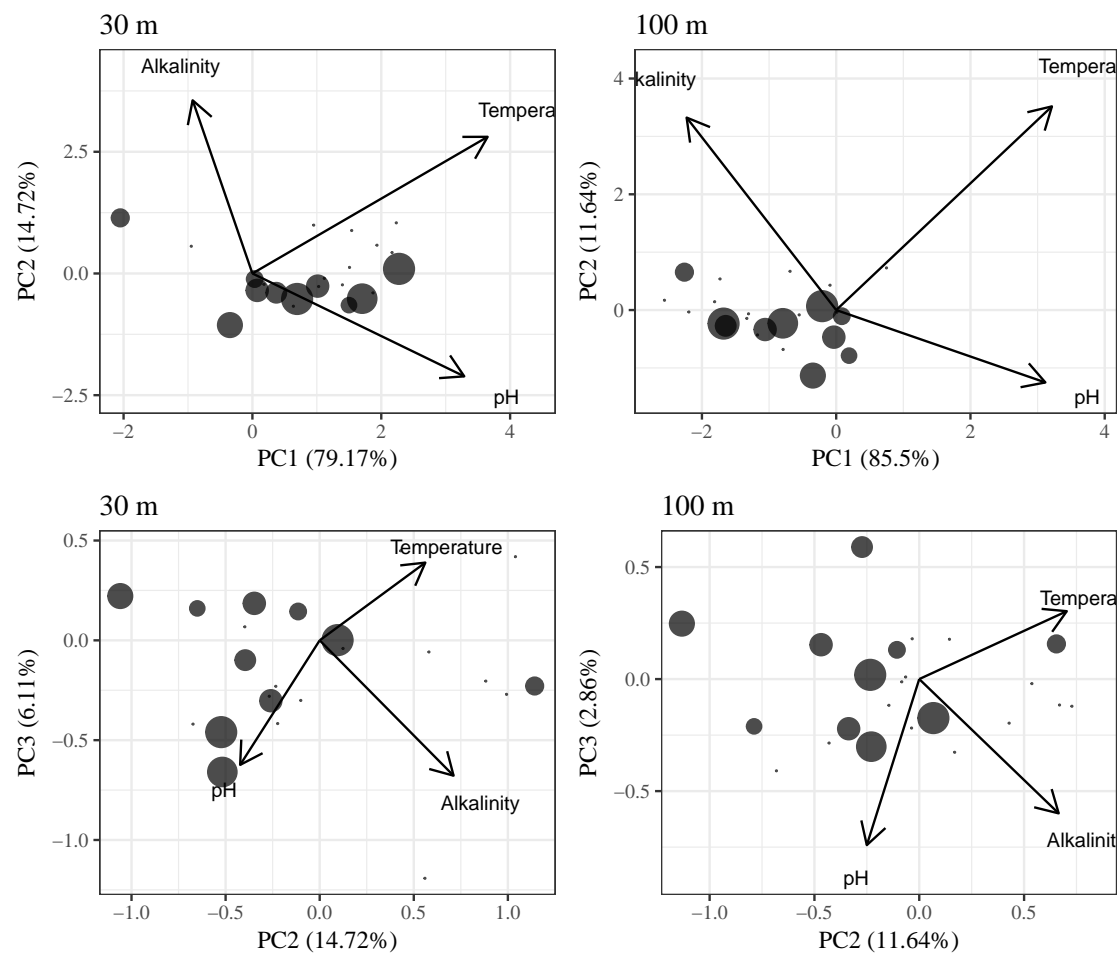 30 m
Alkalinity
Tempera
pH
2.5
0.0
−2.5
−2 0 2 4
PC1 (79.17%)
PC2 (14.72%)
100 m
kalinity
Tempera
pH
4
2
0
−2 0 2 4
PC1 (85.5%)
PC2 (11.64%)
30 m
Temperature
pH
Alkalinity
0.5
0.0
−0.5
−1.0
−1.0 −0.5 0.0 0.5 1.0
PC2 (14.72%)
PC3 (6.11%)
100 m
Tempera
Alkalinit
pH
0.5
0.0
−0.5
−1.0 −0.5 0.0 0.5
PC2 (11.64%)
PC3 (2.86%)